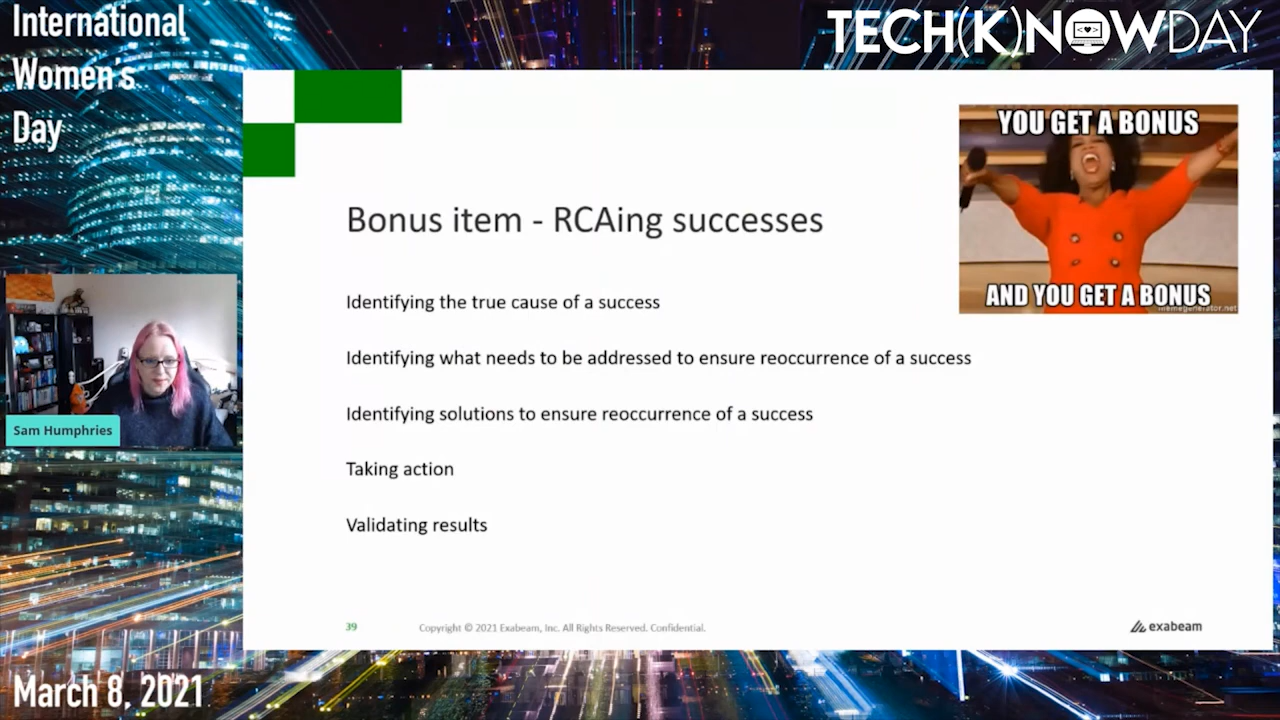 International
Women's
Day
TECH(K)NOWDAY
YOU GET A BONUS
AND YOU GET A BONUS
memegenerator.net
Bonus item - RCAing successes
Identifying the true cause of a success
Identifying what needs to be addressed to ensure reoccurrence of a success
Identifying solutions to ensure reoccurrence of a success
Taking action
Validating results
Sam Humphries
39
Copyright © 2021 Exabeam, Inc. All Rights Reserved. Confidential.
exabeam
March 8, 2021